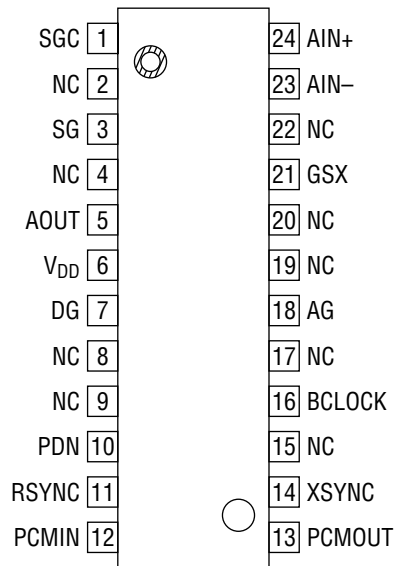 SGC 1 24 AIN+
NC 2 23 AIN–
SG 3 22 NC
NC 4 21 GSX
AOUT 5 20 NC
VDD 6 19 NC
DG 7 18 AG
NC 8 17 NC
NC 9 16 BCLOCK
PDN 10 15 NC
RSYNC 11 14 XSYNC
PCMIN 12 13 PCMOUT